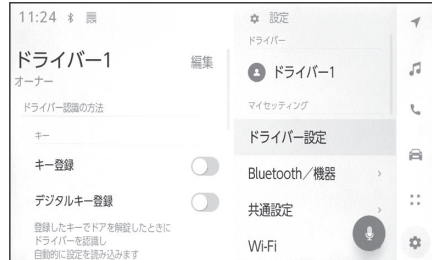 11:24
ドライバー1
編集
オーナー
ドライバー認識の方法
キー
キー登録
デジタルキー登録
登録したキーでドアを解錠したときに
ドライバーを認識し
自動的に設定を読み込みます
設定
ドライバー
ドライバー1
マイセッティング
ドライバー設定
Bluetooth／機器
共通設定
Wi-Fi